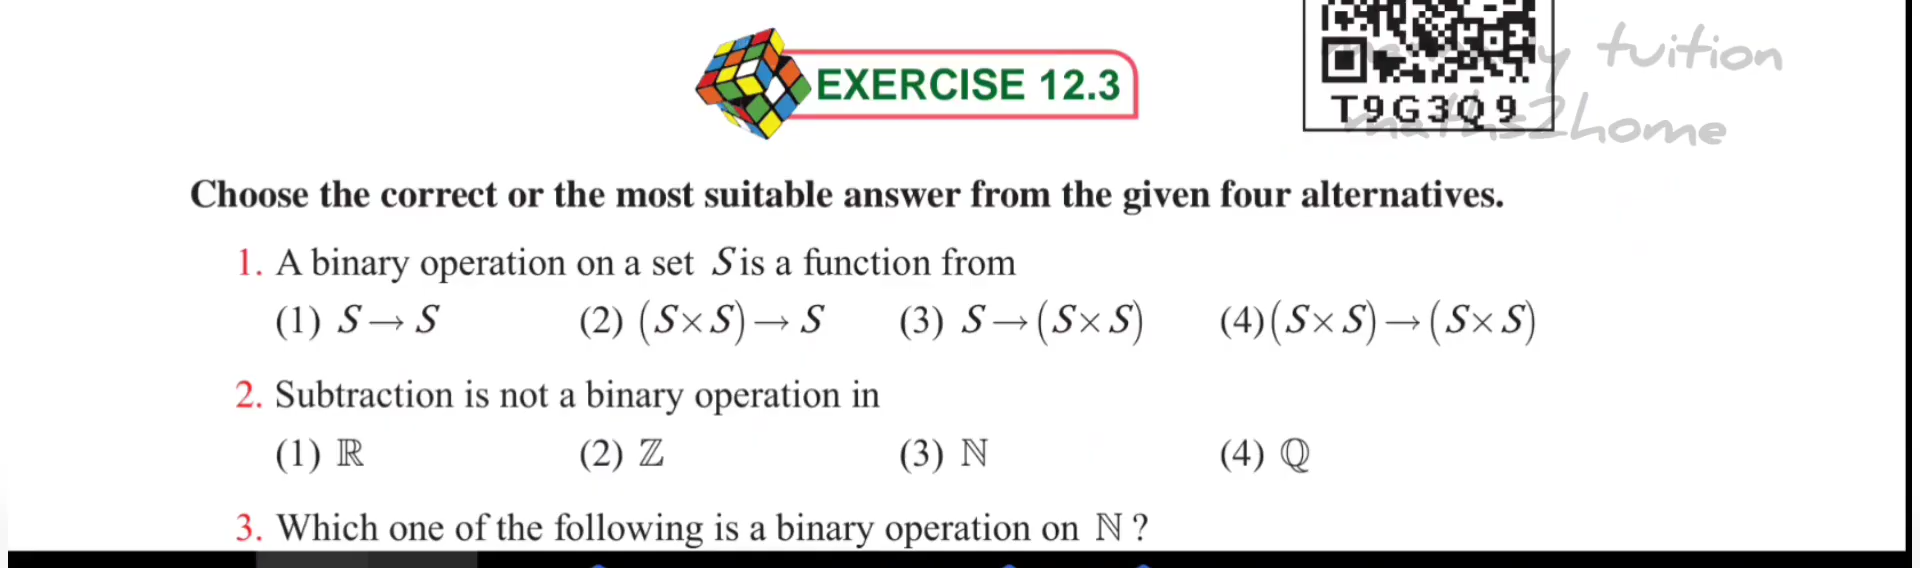 tuition
EXERCISE 12.3
T9G3Q9
maths2home
Choose the correct or the most suitable answer from the given four alternatives.
1. A binary operation on a set S is a function from
(1) S → S (2) (S × S) → S (3) S → (S × S) (4) (S × S) → (S × S)
2. Subtraction is not a binary operation in
(1) ℝ (2) ℤ (3) ℕ (4) ℚ
3. Which one of the following is a binary operation on ℕ ?